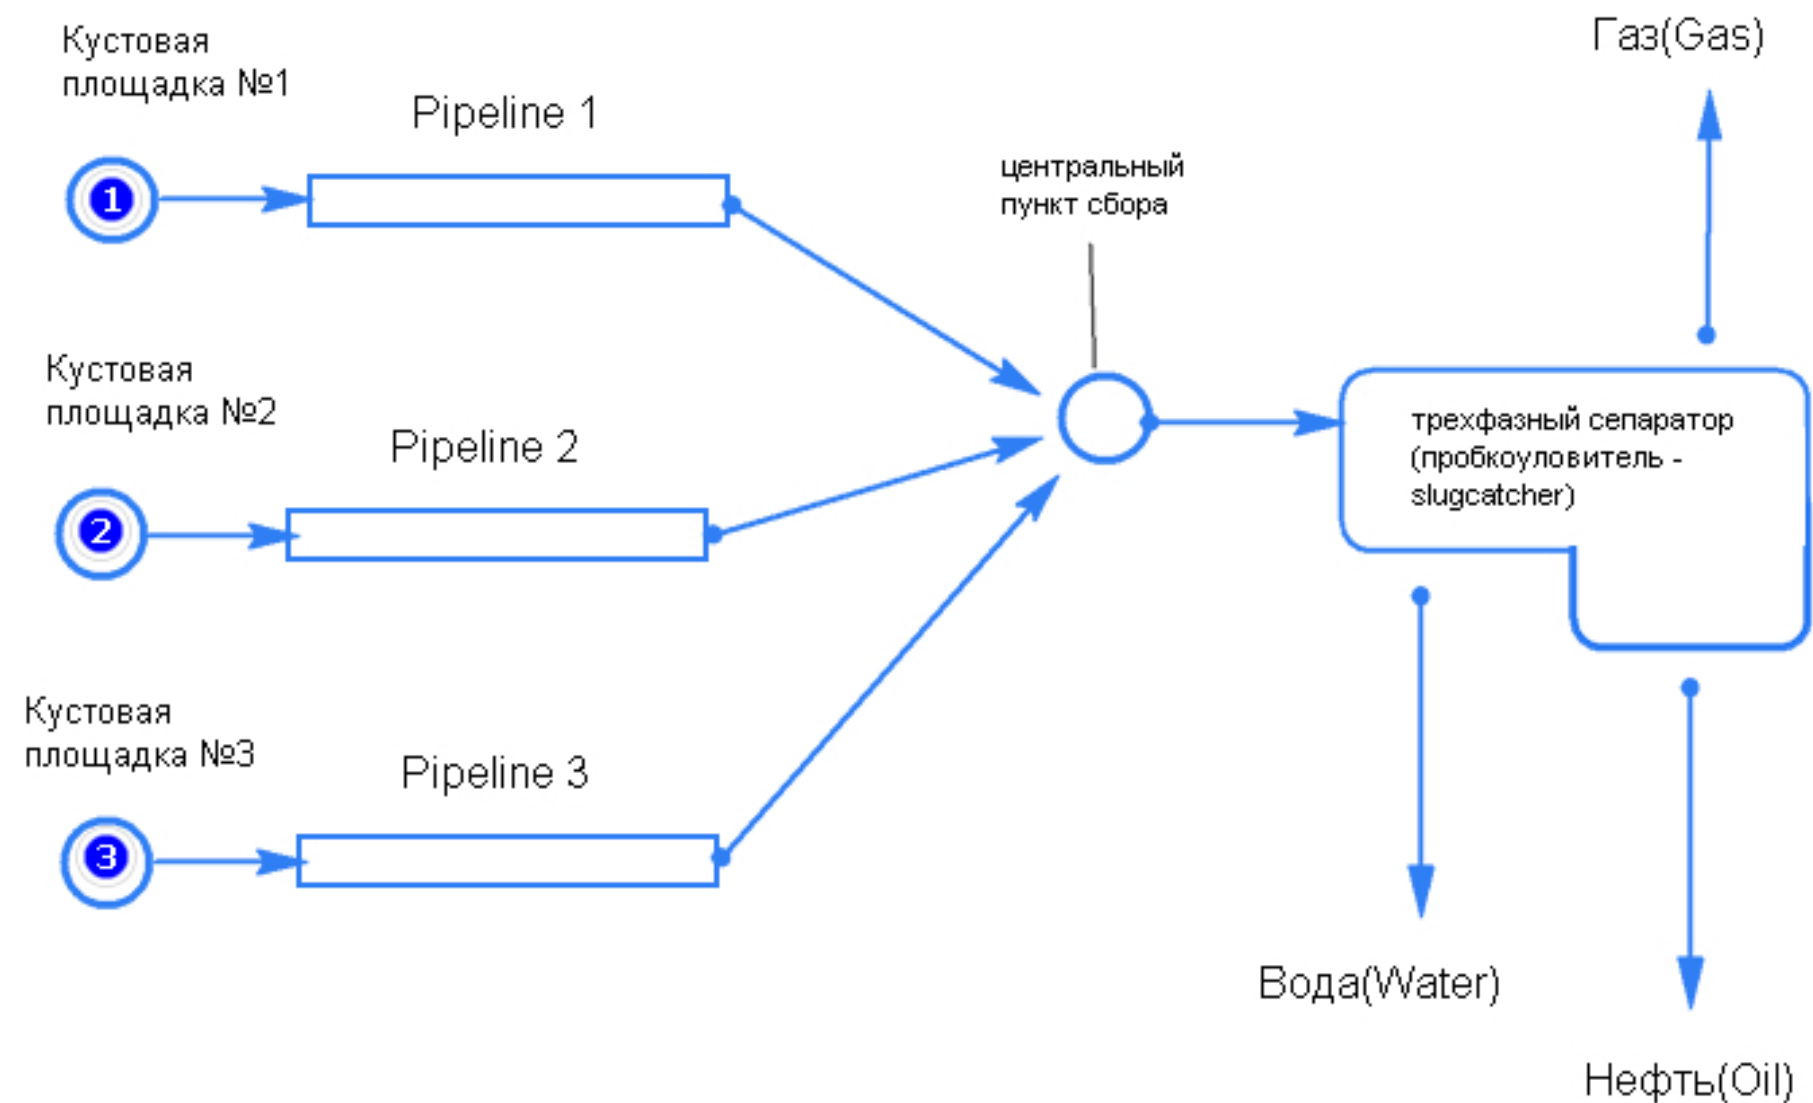 Кустовая
площадка №1
Pipeline 1
1
Кустовая
площадка №2
Pipeline 2
2
Кустовая
площадка №3
Pipeline 3
3
центральный
пункт сбора
Газ(Gas)
трехфазный сепаратор
(пробкоуловитель -
slugcatcher)
Вода(Water)
Нефть(Oil)